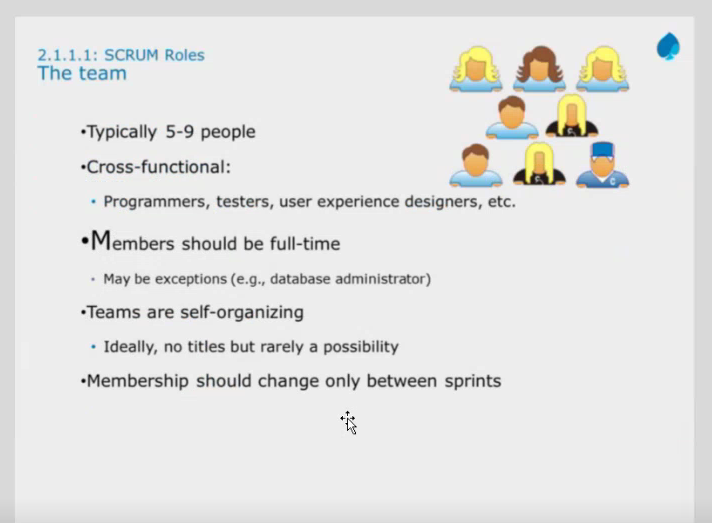 2.1.1.1: SCRUM Roles
The team
•Typically 5-9 people
•Cross-functional:
• Programmers, testers, user experience designers, etc.
•Members should be full-time
• May be exceptions (e.g., database administrator)
•Teams are self-organizing
• Ideally, no titles but rarely a possibility
•Membership should change only between sprints